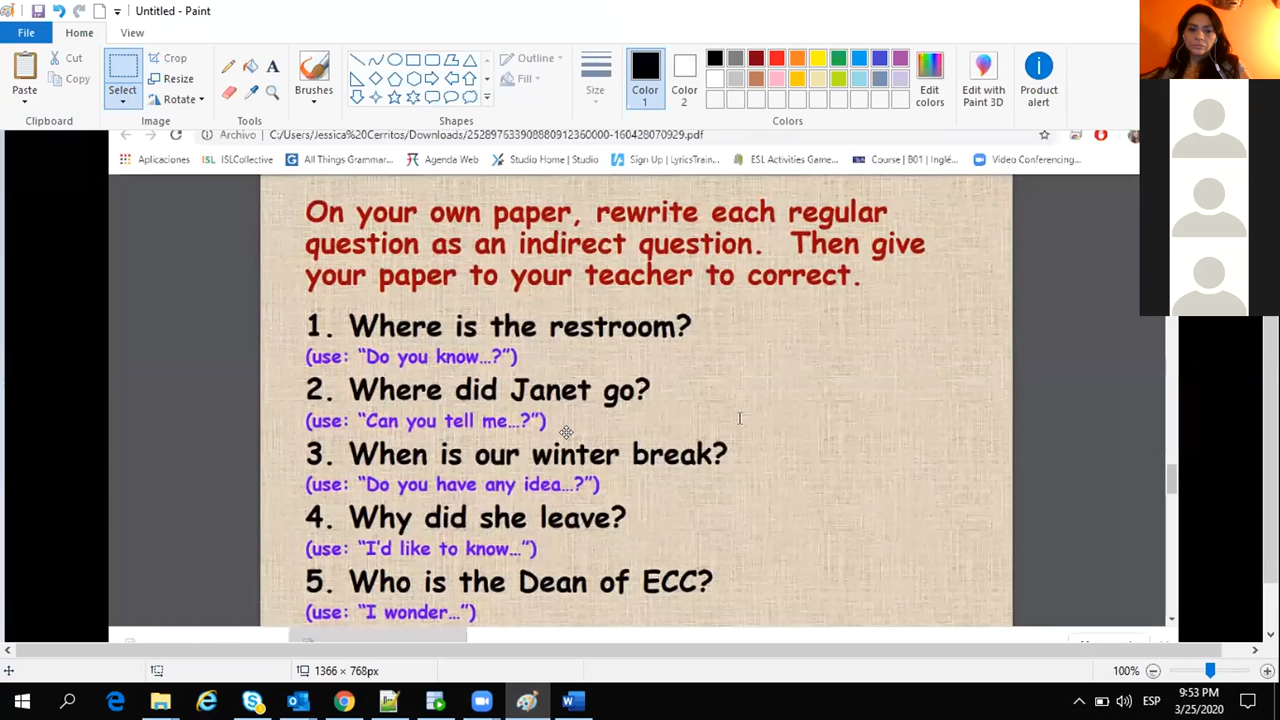 Untitled - Paint
File
Home
View
Paste
Cut
Copy
Clipboard
Select
Crop
Resize
Rotate
Image
Tools
Brushes
Shapes
Outline
Fill
Size
Color 1
Color 2
Colors
Edit colors
Edit with Paint 3D
Product alert
Archivo | C:/Users/Jessica%20Cerritos/Downloads/252897633908880912360000-160428070929.pdf
Aplicaciones
ISL ISLCollective
All Things Grammar...
Agenda Web
Studio Home | Studio
Sign Up | LyricsTrain...
ESL Activities Game...
Course | B01 | Inglé...
Video Conferencing...
On your own paper, rewrite each regular
question as an indirect question. Then give
your paper to your teacher to correct.
1. Where is the restroom?
(use: “Do you know…?”)
2. Where did Janet go?
(use: “Can you tell me…?”)
3. When is our winter break?
(use: “Do you have any idea…?”)
4. Why did she leave?
(use: “I’d like to know…”)
5. Who is the Dean of ECC?
(use: “I wonder…”)
1366 × 768px
100%
ESP
9:53 PM
3/25/2020